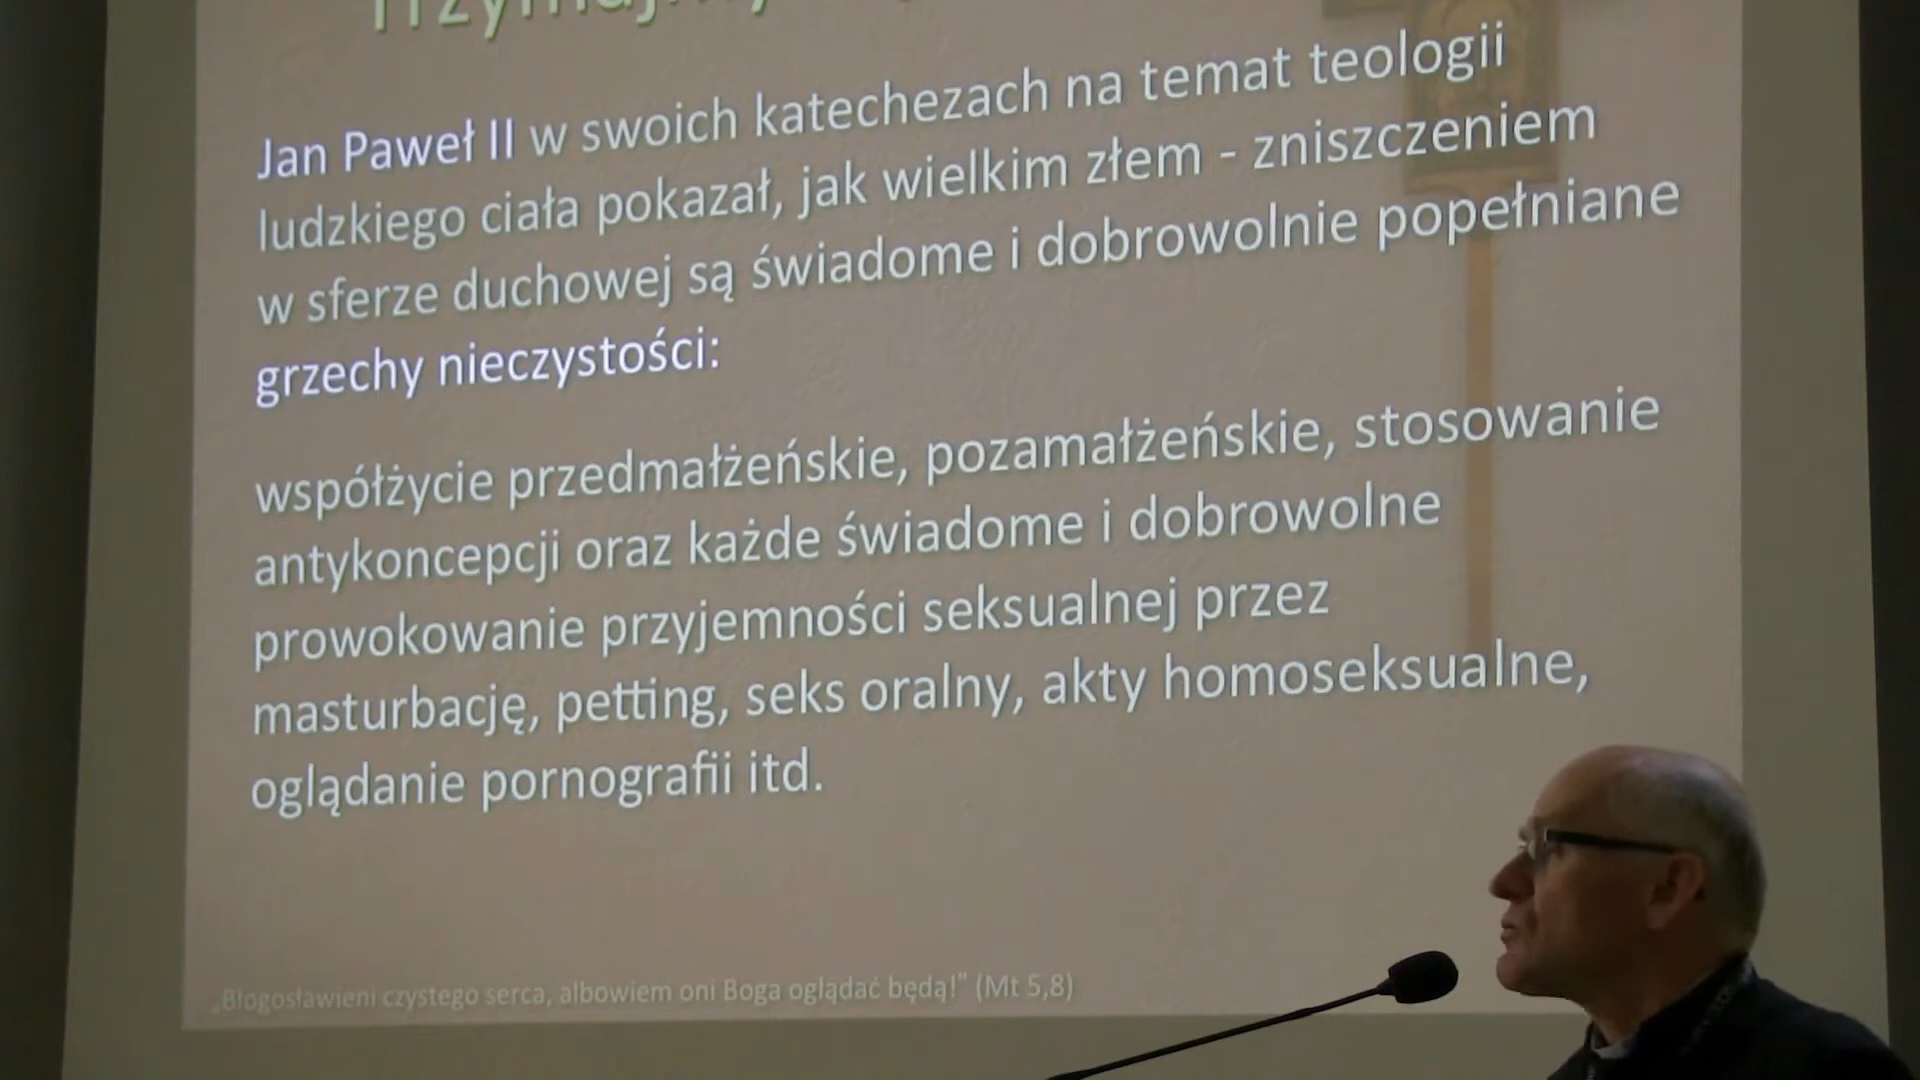 Trzymajmy
Jan Paweł II w swoich katechezach na temat teologii
ludzkiego ciała pokazał, jak wielkim złem - zniszczeniem
w sferze duchowej są świadome i dobrowolnie popełniane
grzechy nieczystości:
współżycie przedmałżeńskie, pozamałżeńskie, stosowanie
antykoncepcji oraz każde świadome i dobrowolne
prowokowanie przyjemności seksualnej przez
masturbację, petting, seks oralny, akty homoseksualne,
oglądanie pornografii itd.
„Błogosławieni czystego serca, albowiem oni Boga oglądać będą!” (Mt 5,8)